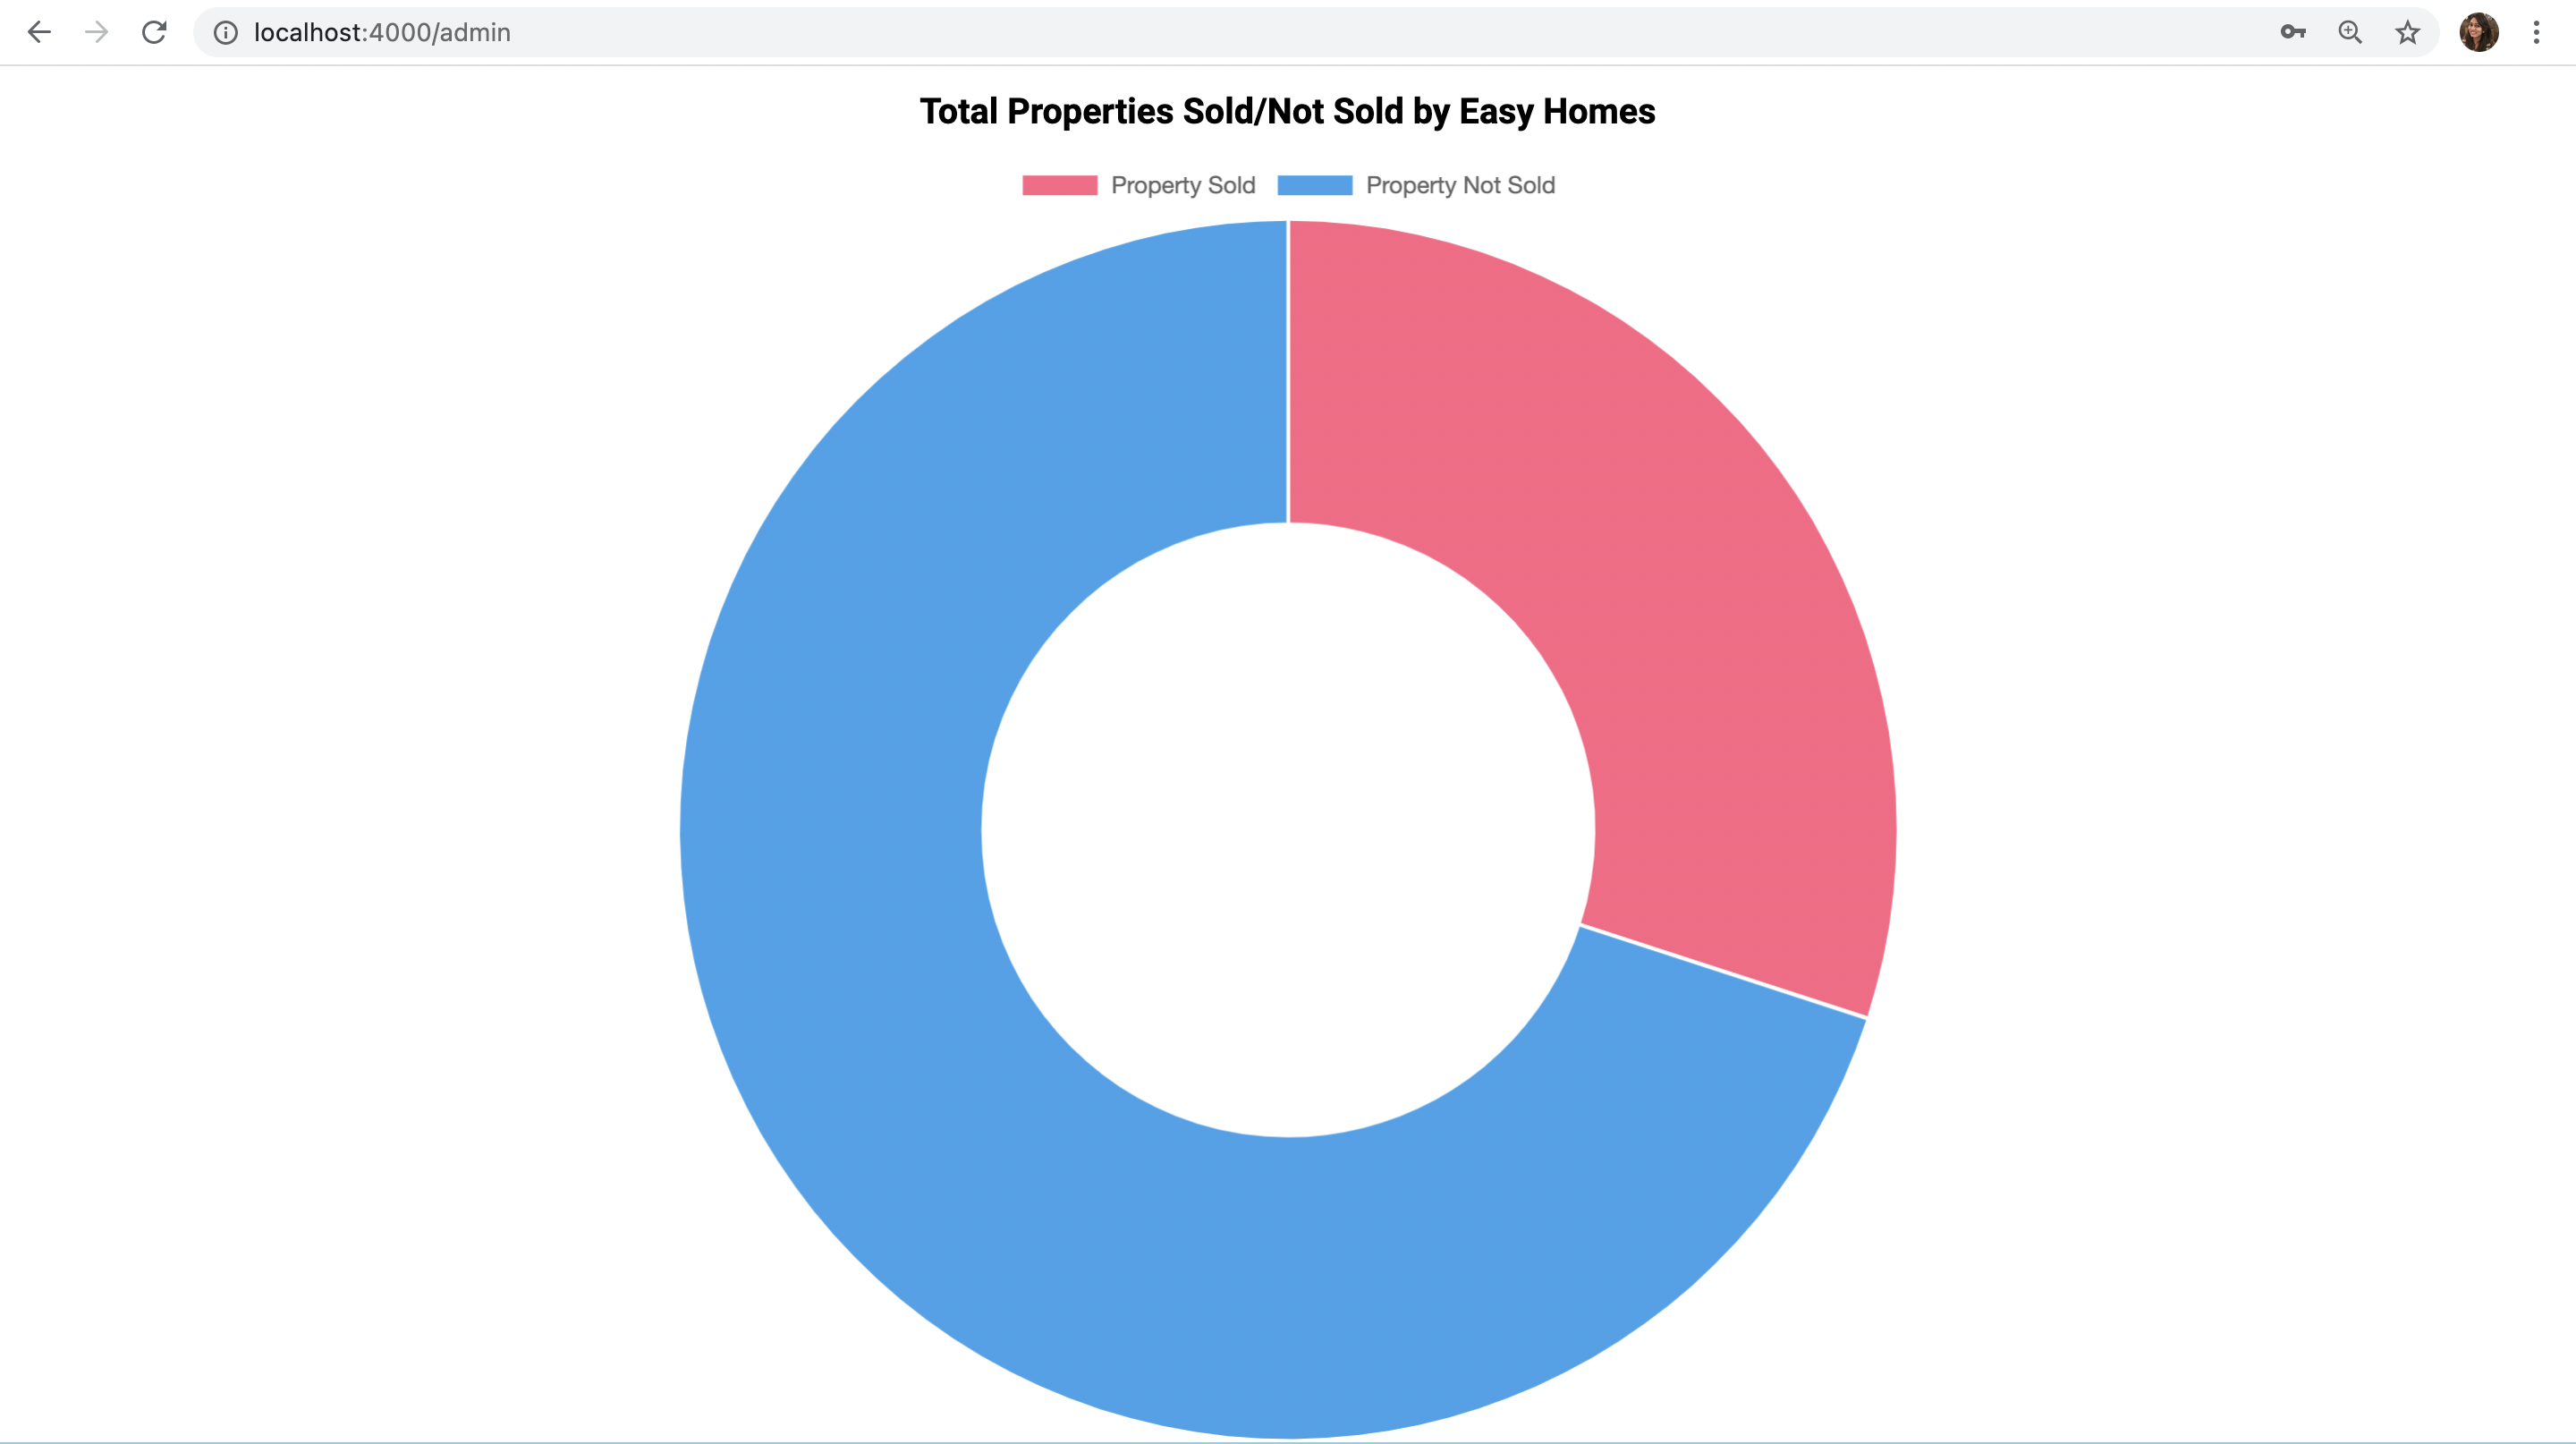 localhost:4000/admin
Total Properties Sold/Not Sold by Easy Homes
Property Sold Property Not Sold